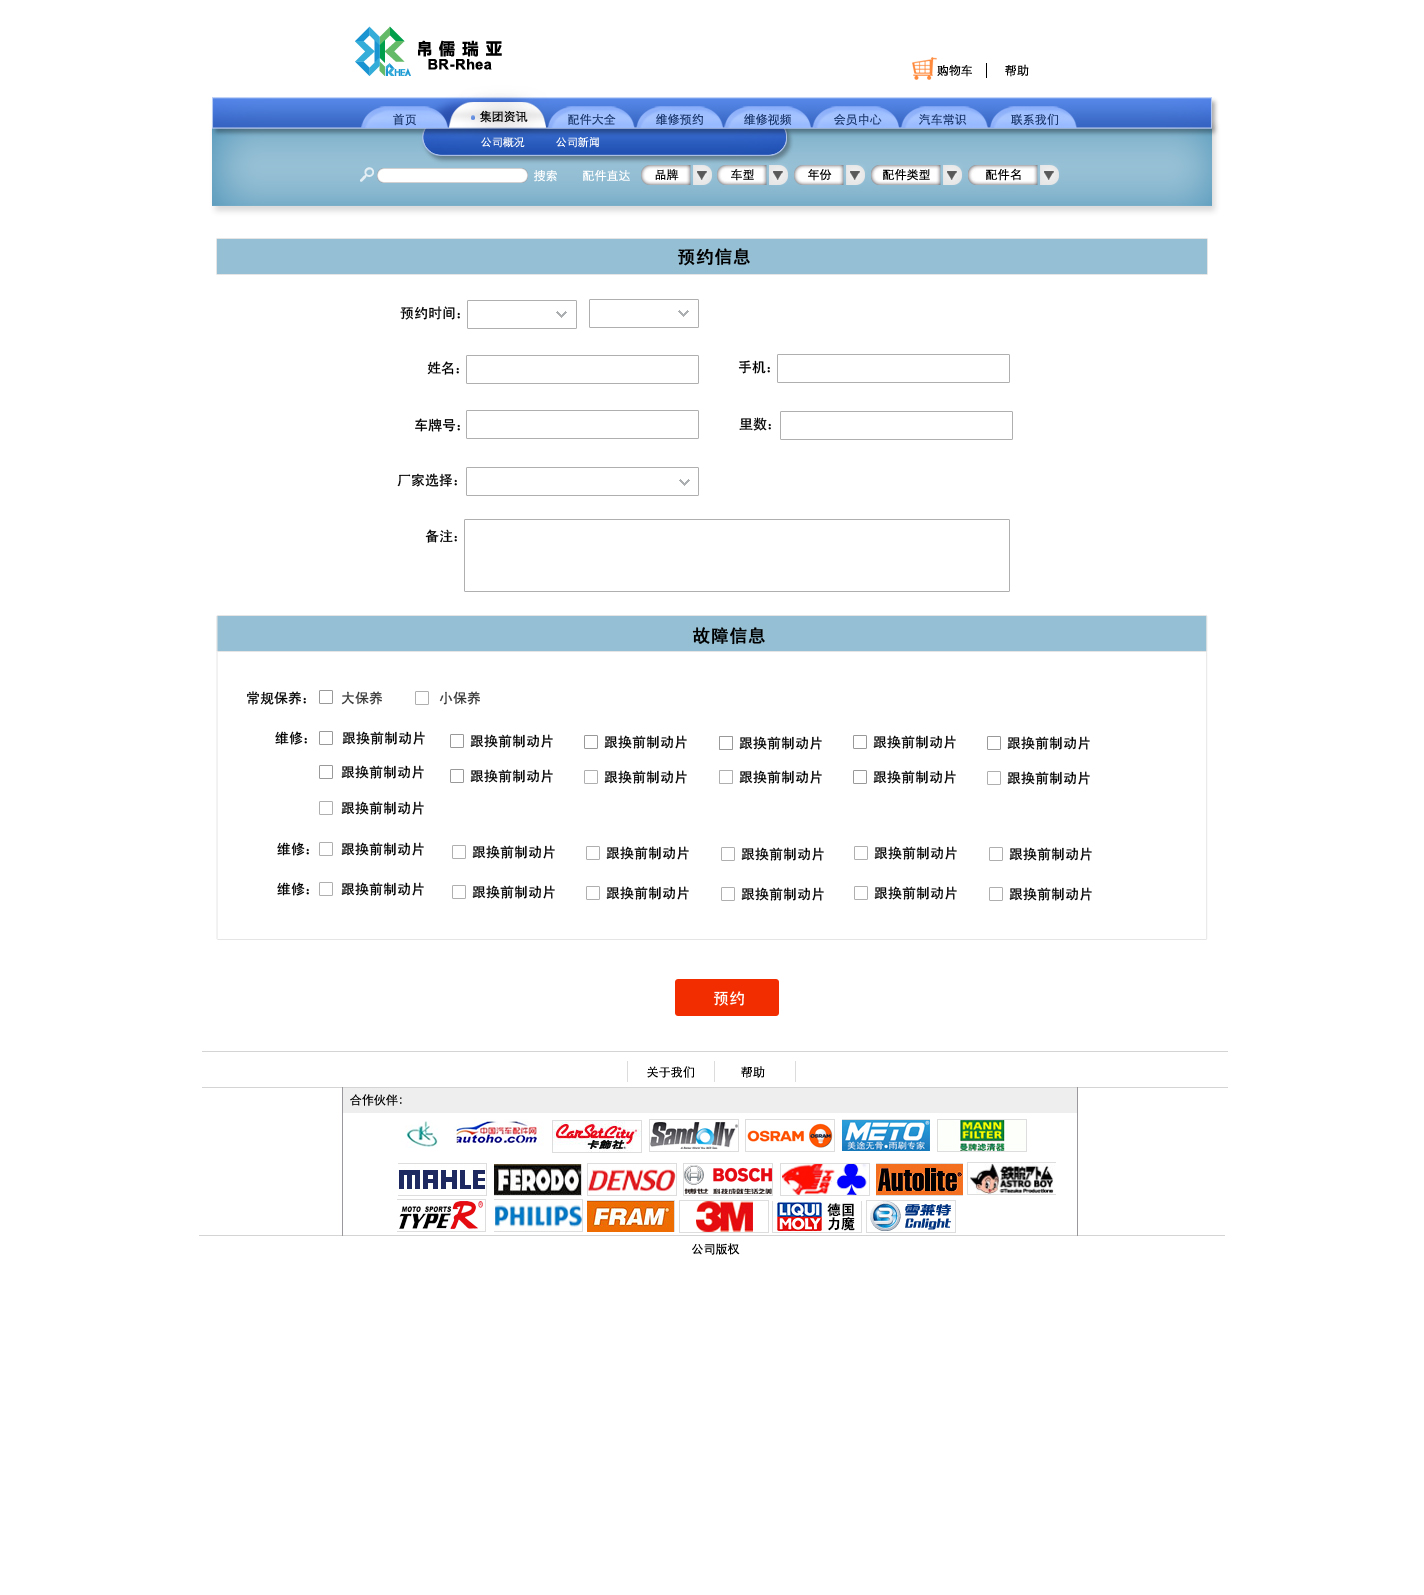 帛儒瑞亚
BR-Rhea
RHEA
购物车 帮助
首页 集团资讯 配件大全 维修预约 维修视频 会员中心 汽车常识 联系我们
公司概况 公司新闻
搜索 配件直达 品牌 车型 年份 配件类型 配件名
预约信息
预约时间:
姓名: 手机:
车牌号: 里数:
厂家选择:
备注:
故障信息
常规保养: 大保养 小保养
维修: 跟换前制动片 跟换前制动片 跟换前制动片 跟换前制动片 跟换前制动片 跟换前制动片
跟换前制动片 跟换前制动片 跟换前制动片 跟换前制动片 跟换前制动片 跟换前制动片
跟换前制动片
维修: 跟换前制动片 跟换前制动片 跟换前制动片 跟换前制动片 跟换前制动片 跟换前制动片
维修: 跟换前制动片 跟换前制动片 跟换前制动片 跟换前制动片 跟换前制动片 跟换前制动片
预约
关于我们 帮助
合作伙伴:
中国汽车配件网
autoho.com
CarSetCity
卡饰社
Sandolly
OSRAM OSRAM
METO
美途无骨•雨刷专家
MANN FILTER
曼牌滤清器
MAHLE FERODO DENSO BOSCH
科技成就生活之美
Autolite
鉄腕アトム
ASTRO BOY
©Tezuka Productions
MOTO SPORTS
TYPE R PHILIPS FRAM 3M
LIQUI MOLY 德国力魔
雪莱特
Cnlight
公司版权